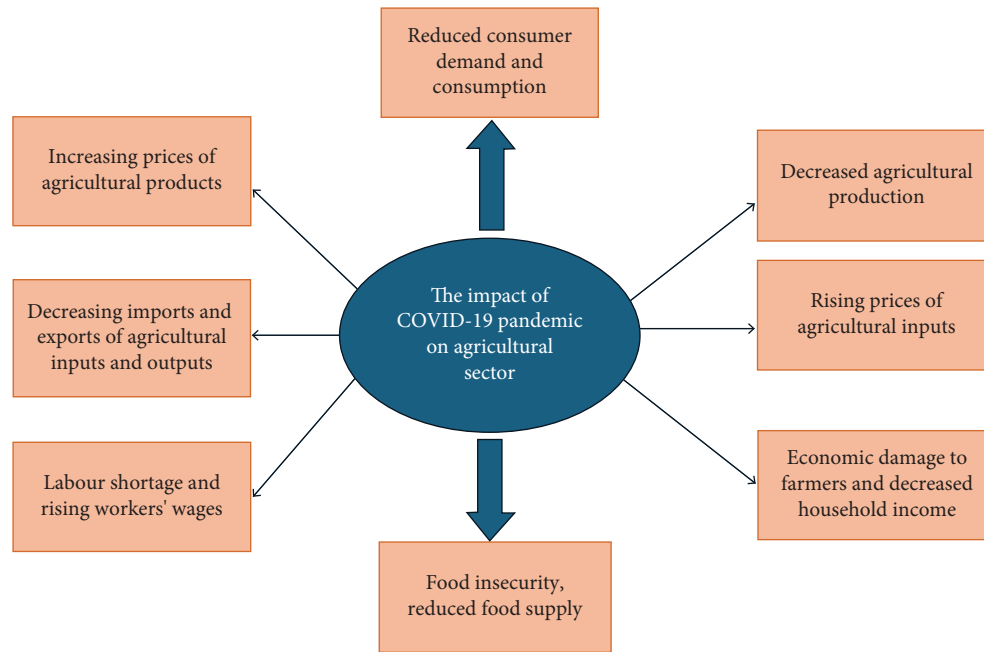 Reduced consumer
demand and
consumption
Increasing prices of
agricultural products
Decreased agricultural
production
Decreasing imports and
exports of agricultural
inputs and outputs
The impact of
COVID-19 pandemic
on agricultural
sector
Rising prices of
agricultural inputs
Labour shortage and
rising workers' wages
Economic damage to
farmers and decreased
household income
Food insecurity,
reduced food supply